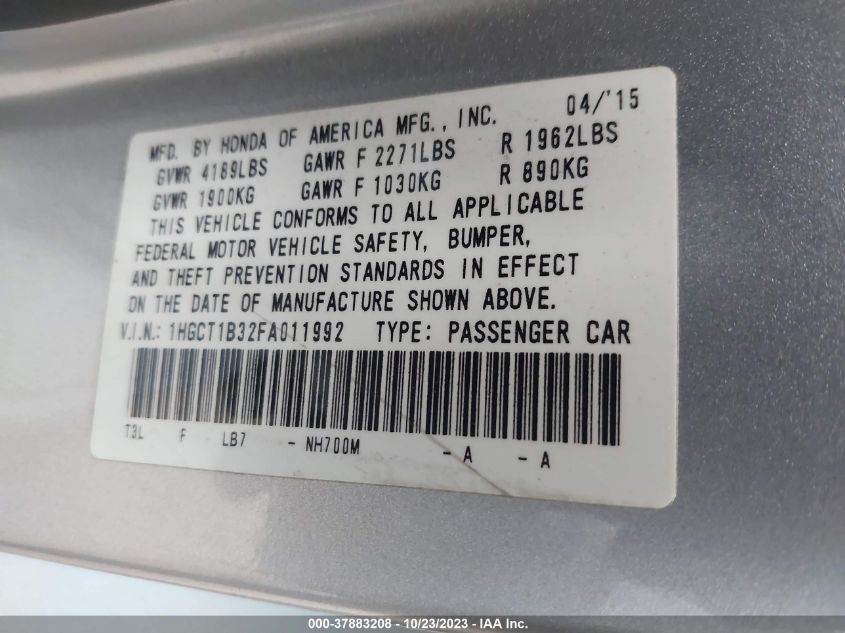 MFD. BY HONDA OF AMERICA MFG., INC. 04/'15
GVWR 4189LBS GAWR F 2271LBS R 1962LBS
GVWR 1900KG GAWR F 1030KG R 890KG
THIS VEHICLE CONFORMS TO ALL APPLICABLE
FEDERAL MOTOR VEHICLE SAFETY, BUMPER,
AND THEFT PREVENTION STANDARDS IN EFFECT
ON THE DATE OF MANUFACTURE SHOWN ABOVE.
V.I.N.: 1HGCT1B32FA011992 TYPE: PASSENGER CAR
T3L F LB7 - NH700M - A - A
000-37883208 - 10/23/2023 - IAA Inc.